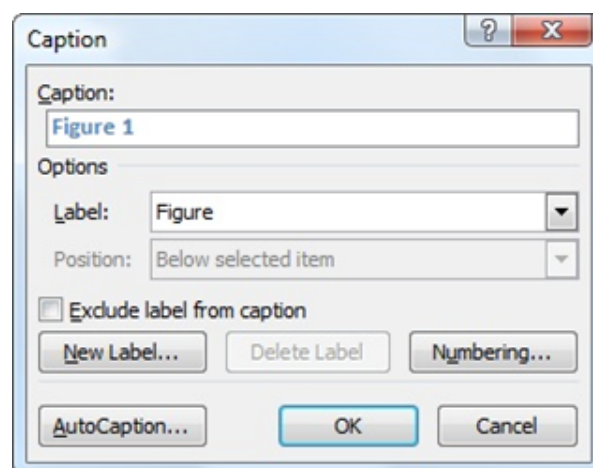 Caption
Caption:
Figure 1
Options
Label: Figure
Position: Below selected item
Exclude label from caption
New Label... Delete Label Numbering...
AutoCaption... OK Cancel